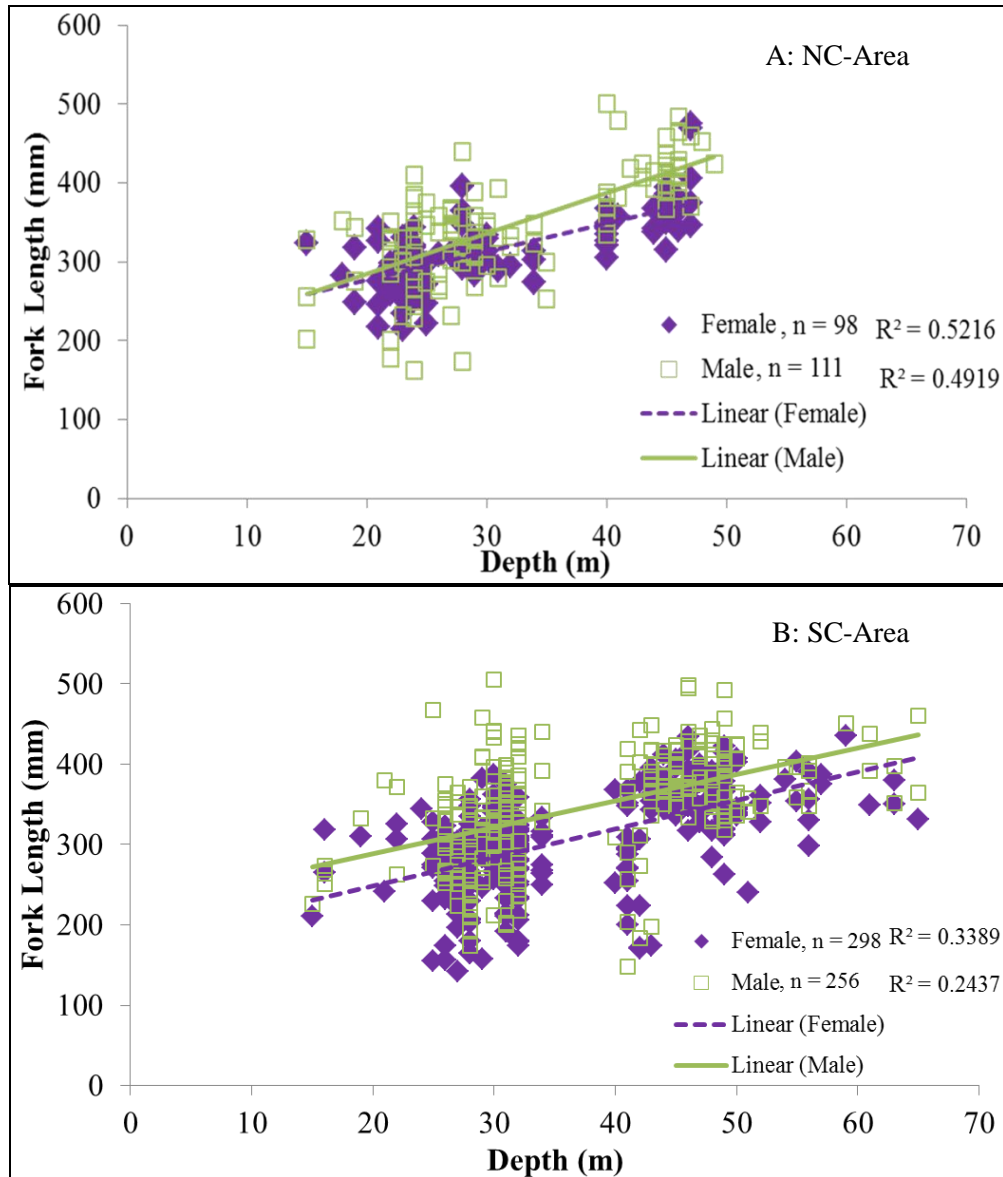 A: NC-Area
600
500
400
300
200
100
0
Fork Length (mm)
Female, n = 98 R² = 0.5216
Male, n = 111 R² = 0.4919
Linear (Female)
Linear (Male)
0 10 20 30 40 50 60 70
Depth (m)
B: SC-Area
600
500
400
300
200
100
0
Fork Length (mm)
Female, n = 298 R² = 0.3389
Male, n = 256 R² = 0.2437
Linear (Female)
Linear (Male)
0 10 20 30 40 50 60 70
Depth (m)